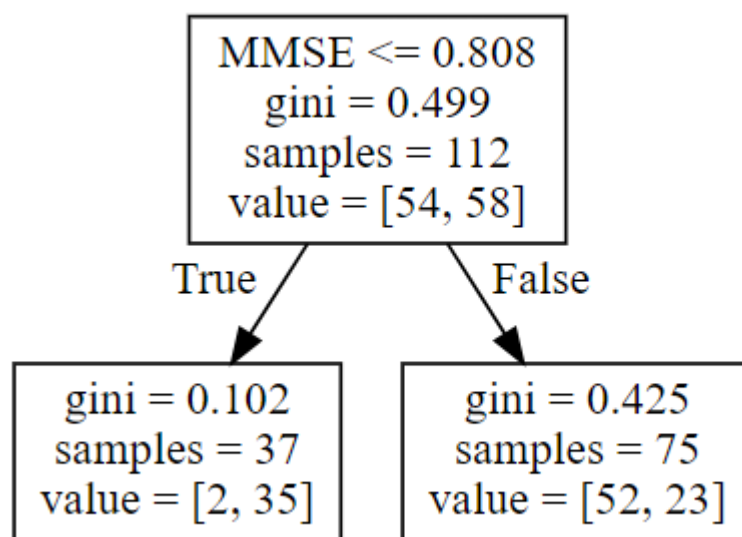 MMSE <= 0.808
gini = 0.499
samples = 112
value = [54, 58]
True
False
gini = 0.102
samples = 37
value = [2, 35]
gini = 0.425
samples = 75
value = [52, 23]